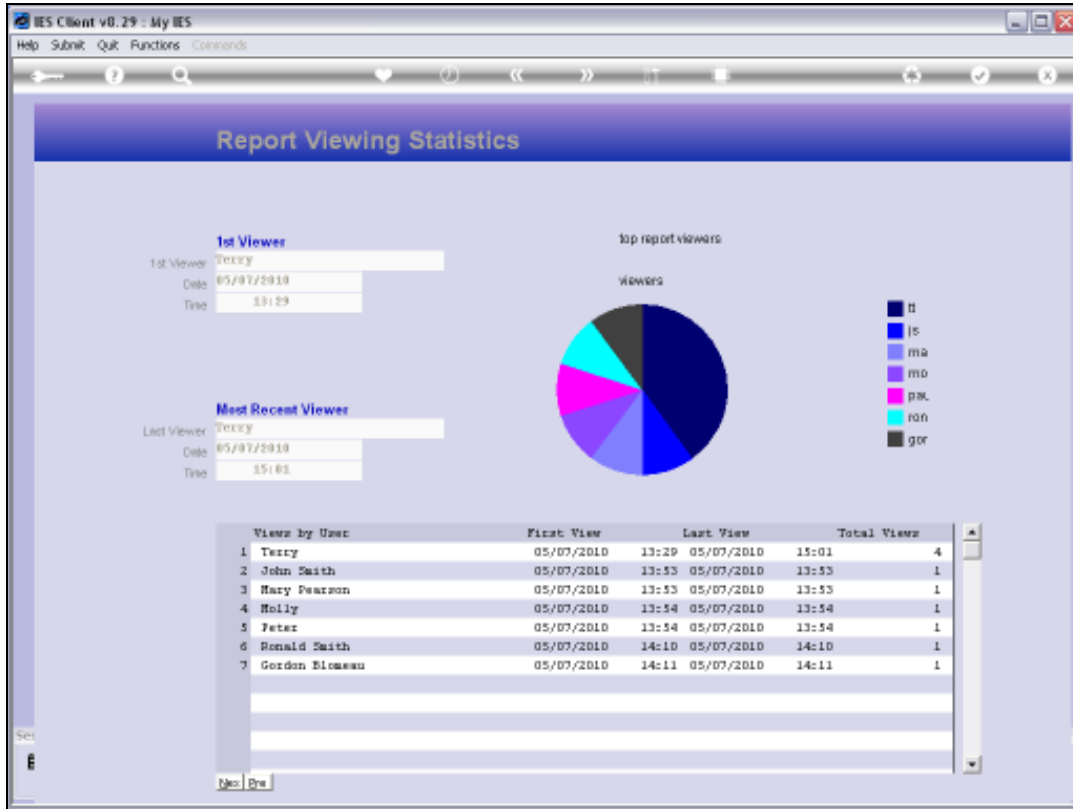 IES Client v8.29 : My IES
Help Submit Quit Functions Commands
Report Viewing Statistics
1st Viewer
1st Viewer Terry
Date 05/07/2010
Time 13:29
top report viewers
viewers
tt
js
ma
mo
pau
ron
gor
Most Recent Viewer
Last Viewer Terry
Date 05/07/2010
Time 15:01
Views by User First View Last View Total Views
1 Terry 05/07/2010 13:29 05/07/2010 15:01 4
2 John Smith 05/07/2010 13:53 05/07/2010 13:53 1
3 Mary Pearson 05/07/2010 13:53 05/07/2010 13:53 1
4 Molly 05/07/2010 13:54 05/07/2010 13:54 1
5 Peter 05/07/2010 13:54 05/07/2010 13:54 1
6 Ronald Smith 05/07/2010 14:10 05/07/2010 14:10 1
7 Gordon Blomeau 05/07/2010 14:11 05/07/2010 14:11 1
Nex Pre